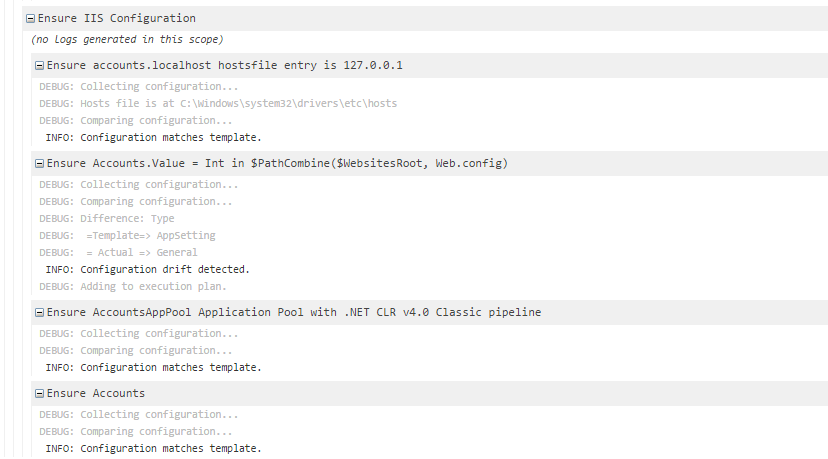 Ensure IIS Configuration
(no logs generated in this scope)
Ensure accounts.localhost hostsfile entry is 127.0.0.1
DEBUG: Collecting configuration...
DEBUG: Hosts file is at C:\Windows\system32\drivers\etc\hosts
DEBUG: Comparing configuration...
INFO: Configuration matches template.
Ensure Accounts.Value = Int in $PathCombine($WebsitesRoot, Web.config)
DEBUG: Collecting configuration...
DEBUG: Comparing configuration...
DEBUG: Difference: Type
DEBUG:  =Template=> AppSetting
DEBUG:  = Actual => General
INFO: Configuration drift detected.
DEBUG: Adding to execution plan.
Ensure AccountsAppPool Application Pool with .NET CLR v4.0 Classic pipeline
DEBUG: Collecting configuration...
DEBUG: Comparing configuration...
INFO: Configuration matches template.
Ensure Accounts
DEBUG: Collecting configuration...
DEBUG: Comparing configuration...
INFO: Configuration matches template.